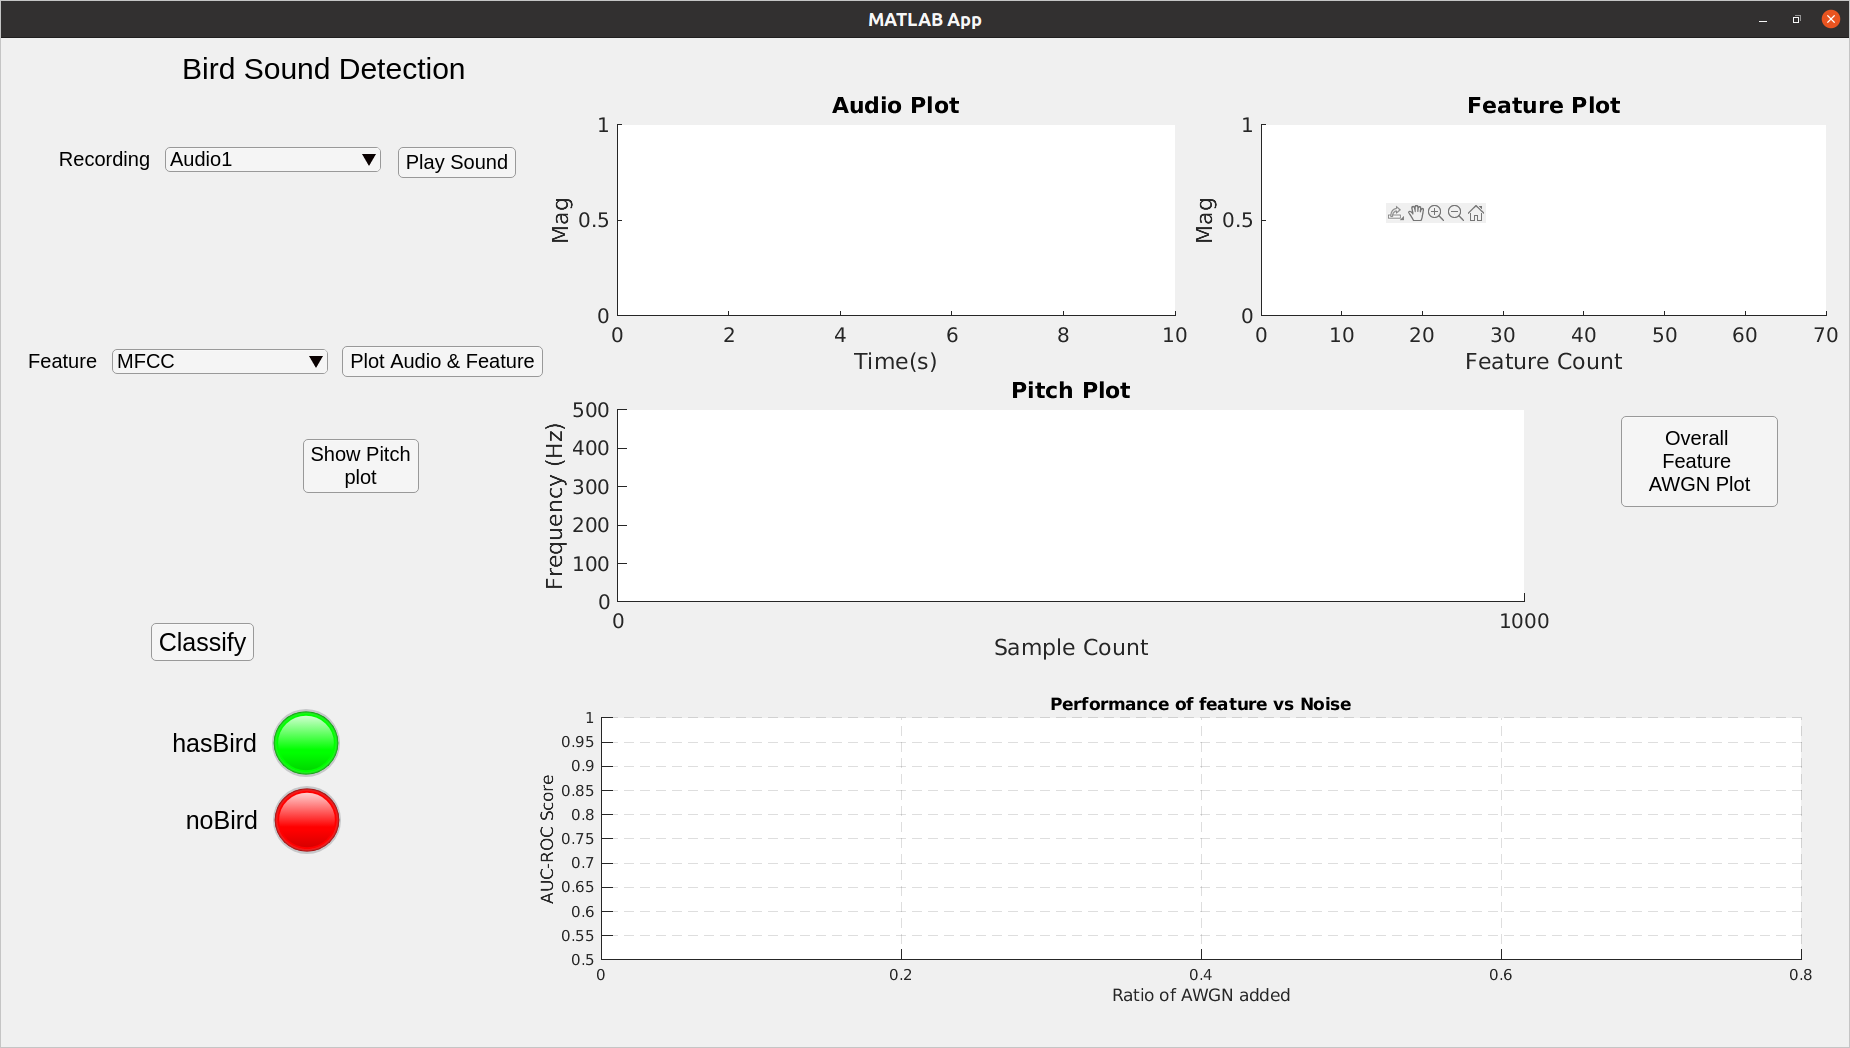 MATLAB App
Bird Sound Detection
Recording
Audio1
Play Sound
Feature
MFCC
Plot Audio & Feature
Show Pitch
plot
Classify
hasBird
noBird
Audio Plot
Mag
1
0.5
0
0 2 4 6 8 10
Time(s)
Feature Plot
Mag
1
0.5
0
0 10 20 30 40 50 60 70
Feature Count
Pitch Plot
Frequency (Hz)
500
400
300
200
100
0
0 1000
Sample Count
Overall
Feature
AWGN Plot
Performance of feature vs Noise
AUC-ROC Score
1
0.95
0.9
0.85
0.8
0.75
0.7
0.65
0.6
0.55
0.5
0 0.2 0.4 0.6 0.8
Ratio of AWGN added